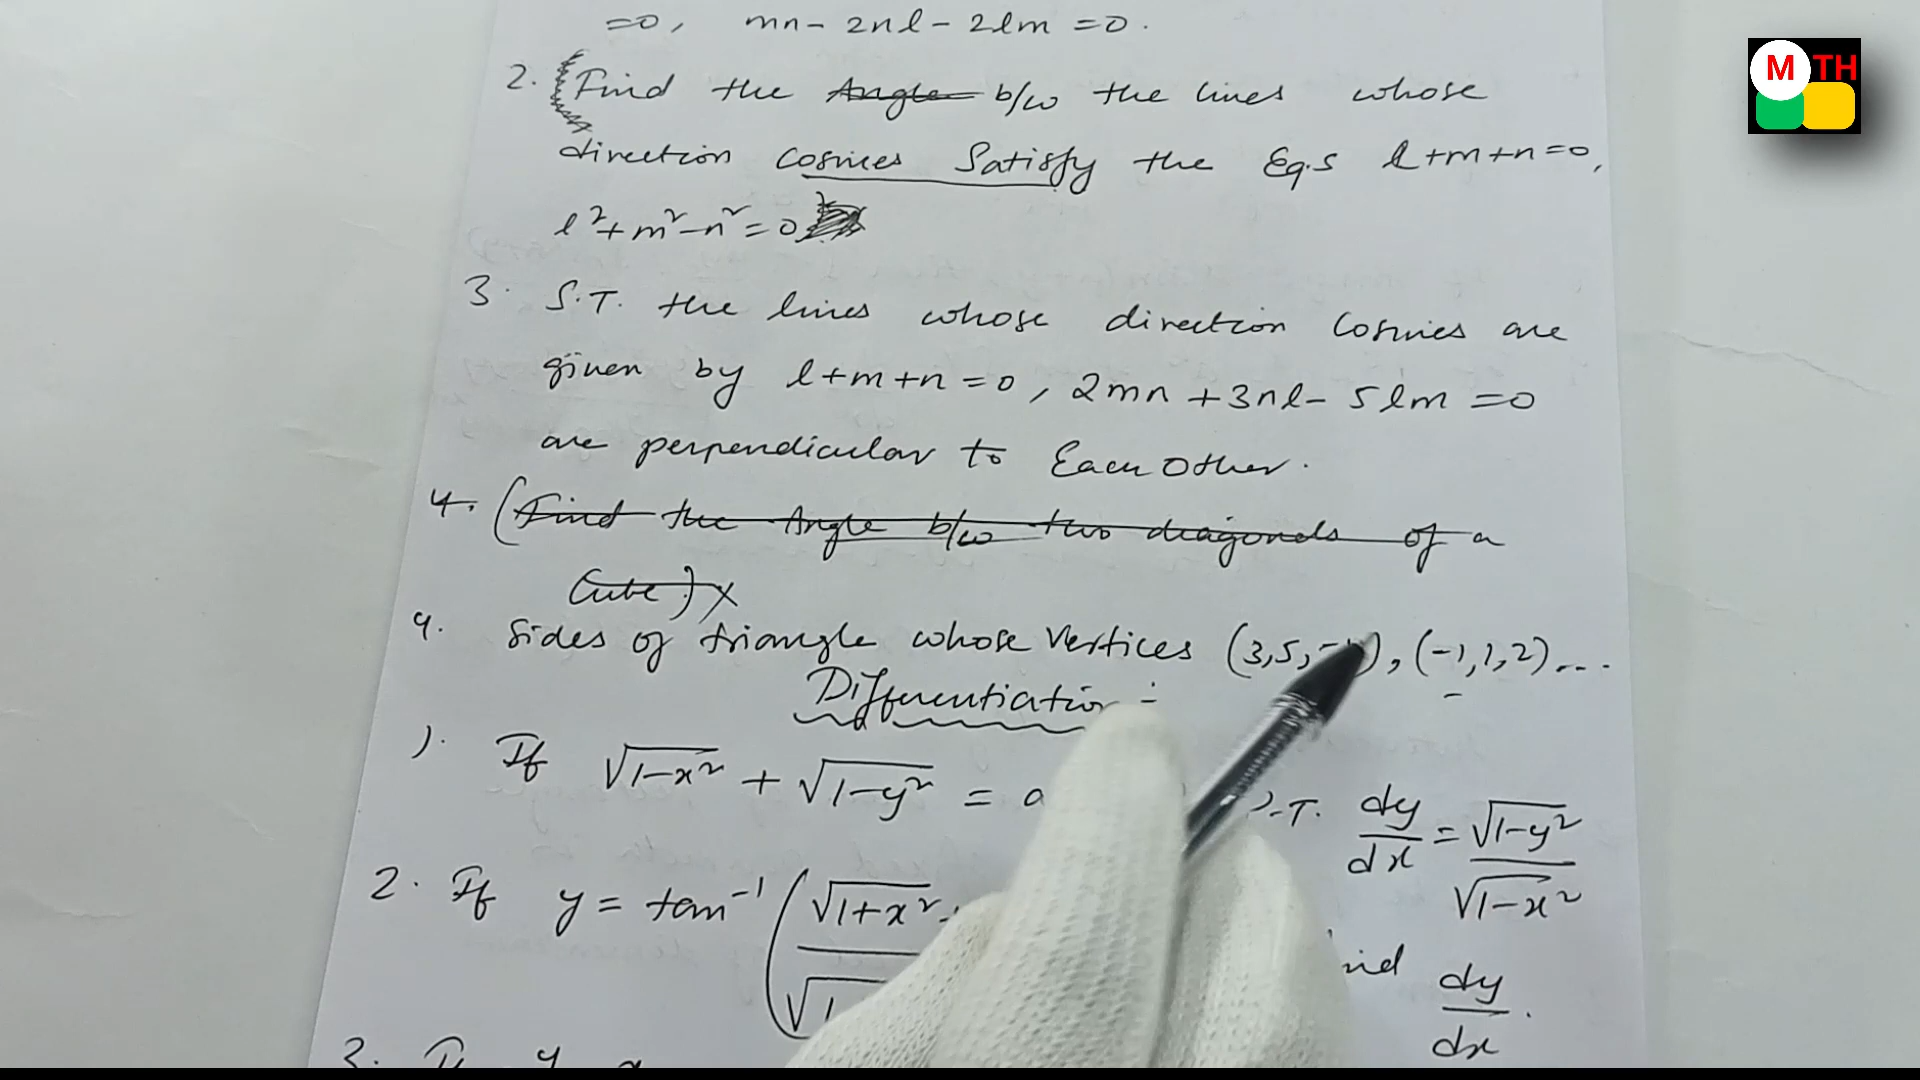 =0, mn-2nl-2lm=0.
2. (Find the Angle b/w the lines whose
direction Cosines Satisfy the Eq.s l+m+n=0,
l²+m²-n²=0
3. S.T. the lines whose direction Cosines are
given by l+m+n=0, 2mn+3nl-5lm=0
are perpendicular to Each Other.
4. (Find the Angle b/w two diagonals of a
Cube.) X
4. Sides of triangle whose Vertices (3,5,-), (-1,1,2)...
Differentiation:
1. If √1-x² + √1-y² = a S.T. dy/dx = √1-y²/√1-x²
2. If y = tan⁻¹(√1+x² find dy/dx.
3. If y x
M TH